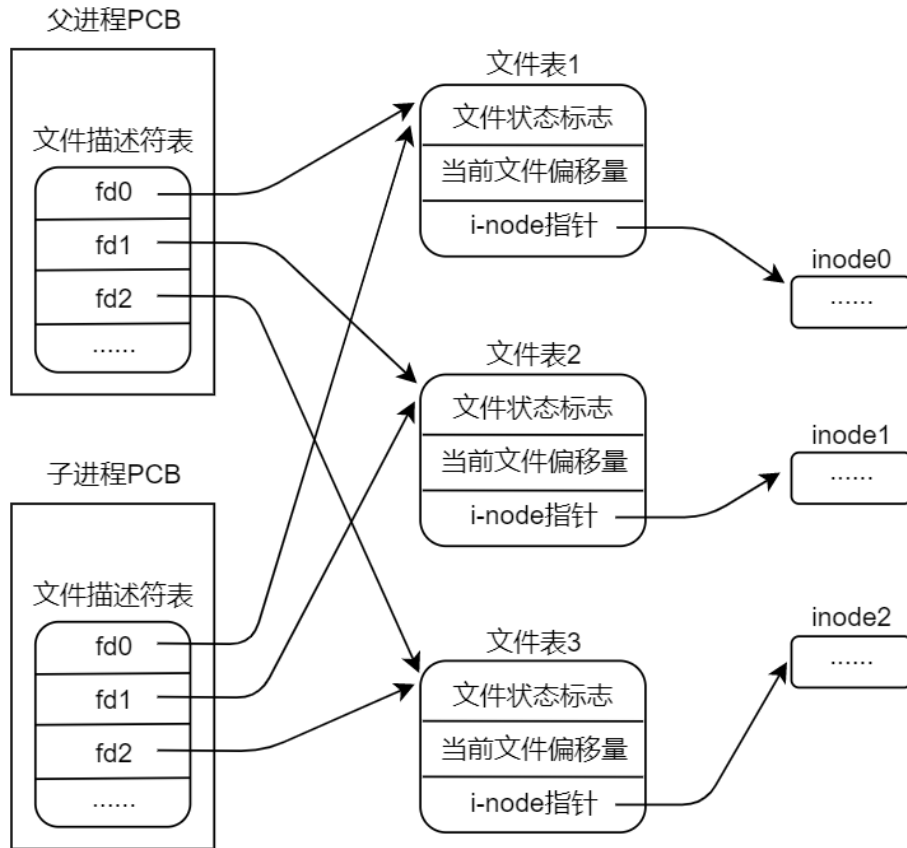 父进程PCB
文件描述符表
fd0
fd1
fd2
......
子进程PCB
文件描述符表
fd0
fd1
fd2
......
文件表1
文件状态标志
当前文件偏移量
i-node指针
文件表2
文件状态标志
当前文件偏移量
i-node指针
文件表3
文件状态标志
当前文件偏移量
i-node指针
inode0
......
inode1
......
inode2
......